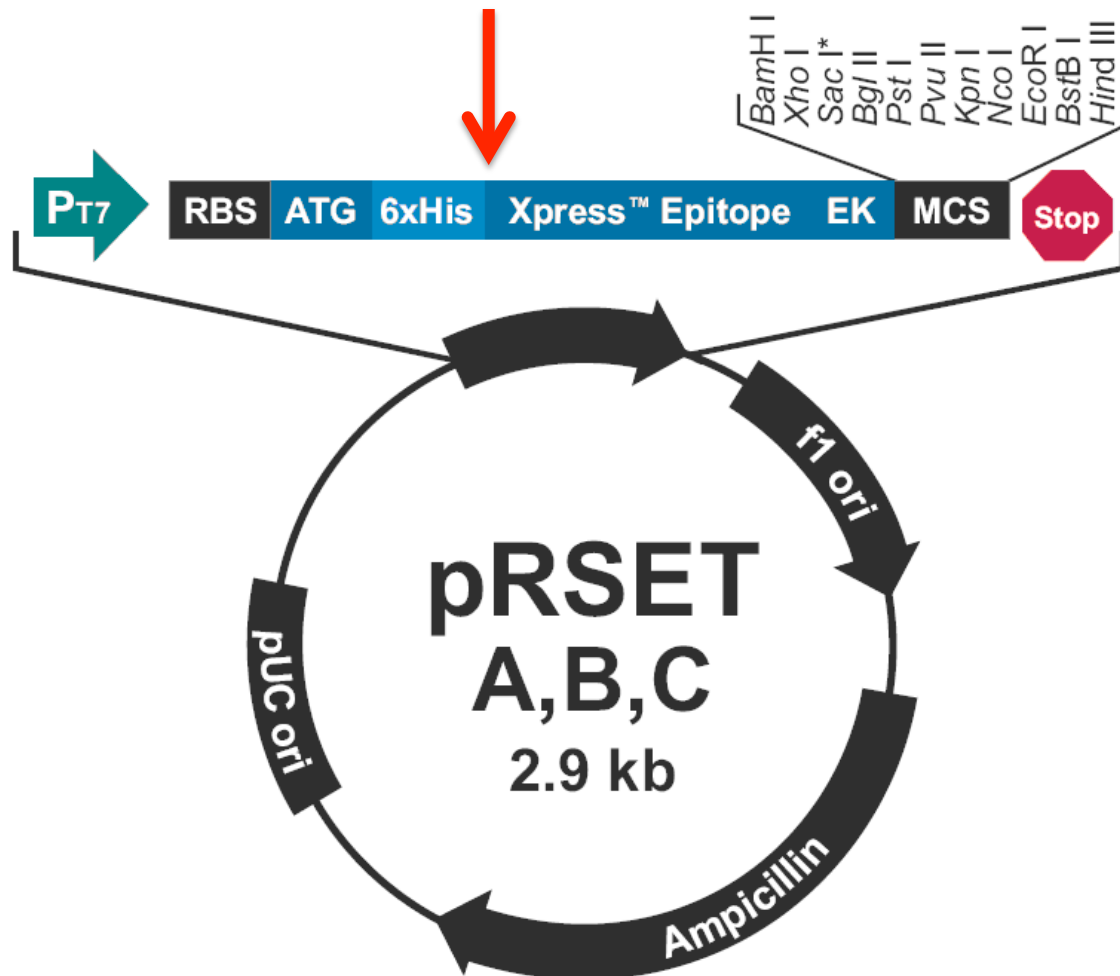 BamH I
Xho I
Sac I*
Bgl II
Pst I
Pvu II
Kpn I
Nco I
EcoR I
BstB I
Hind III
PT7
RBS
ATG
6xHis
Xpress™ Epitope
EK
MCS
Stop
f1 ori
pRSET
A,B,C
2.9 kb
pUC ori
Ampicillin